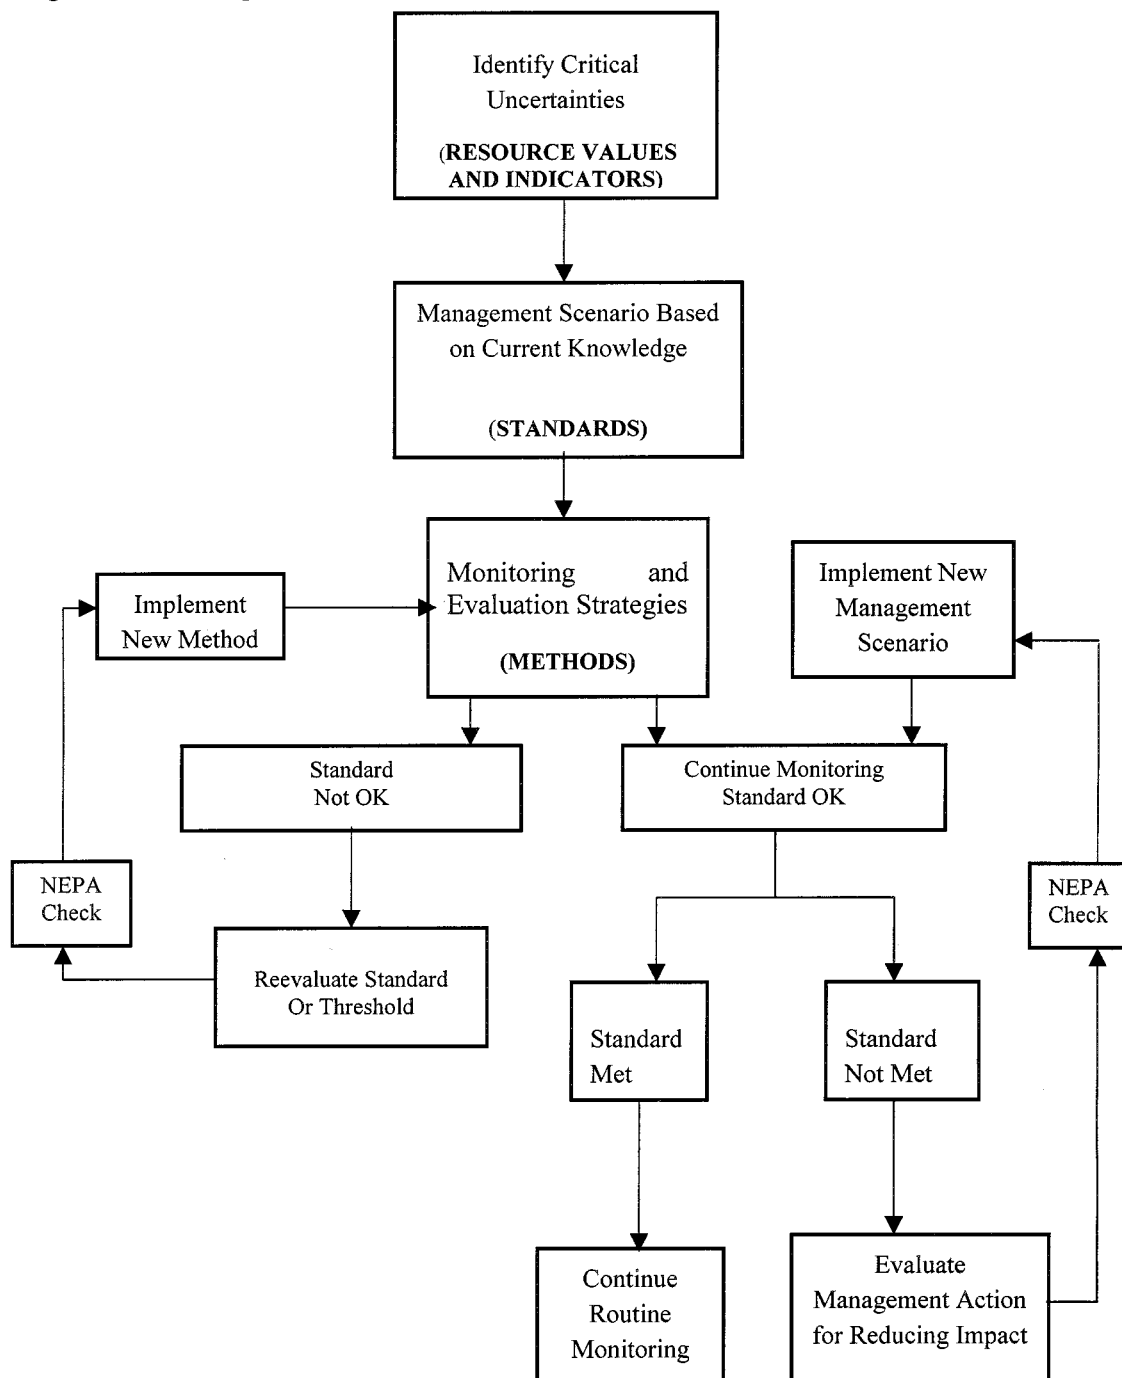 Identify Critical
Uncertainties
(RESOURCE VALUES
AND INDICATORS)
Management Scenario Based
on Current Knowledge
(STANDARDS)
Monitoring and
Evaluation Strategies
(METHODS)
Implement New
Management
Scenario
Implement
New Method
Standard
Not OK
Continue Monitoring
Standard OK
NEPA
Check
NEPA
Check
Reevaluate Standard
Or Threshold
Standard
Met
Standard
Not Met
Continue
Routine
Monitoring
Evaluate
Management Action
for Reducing Impact